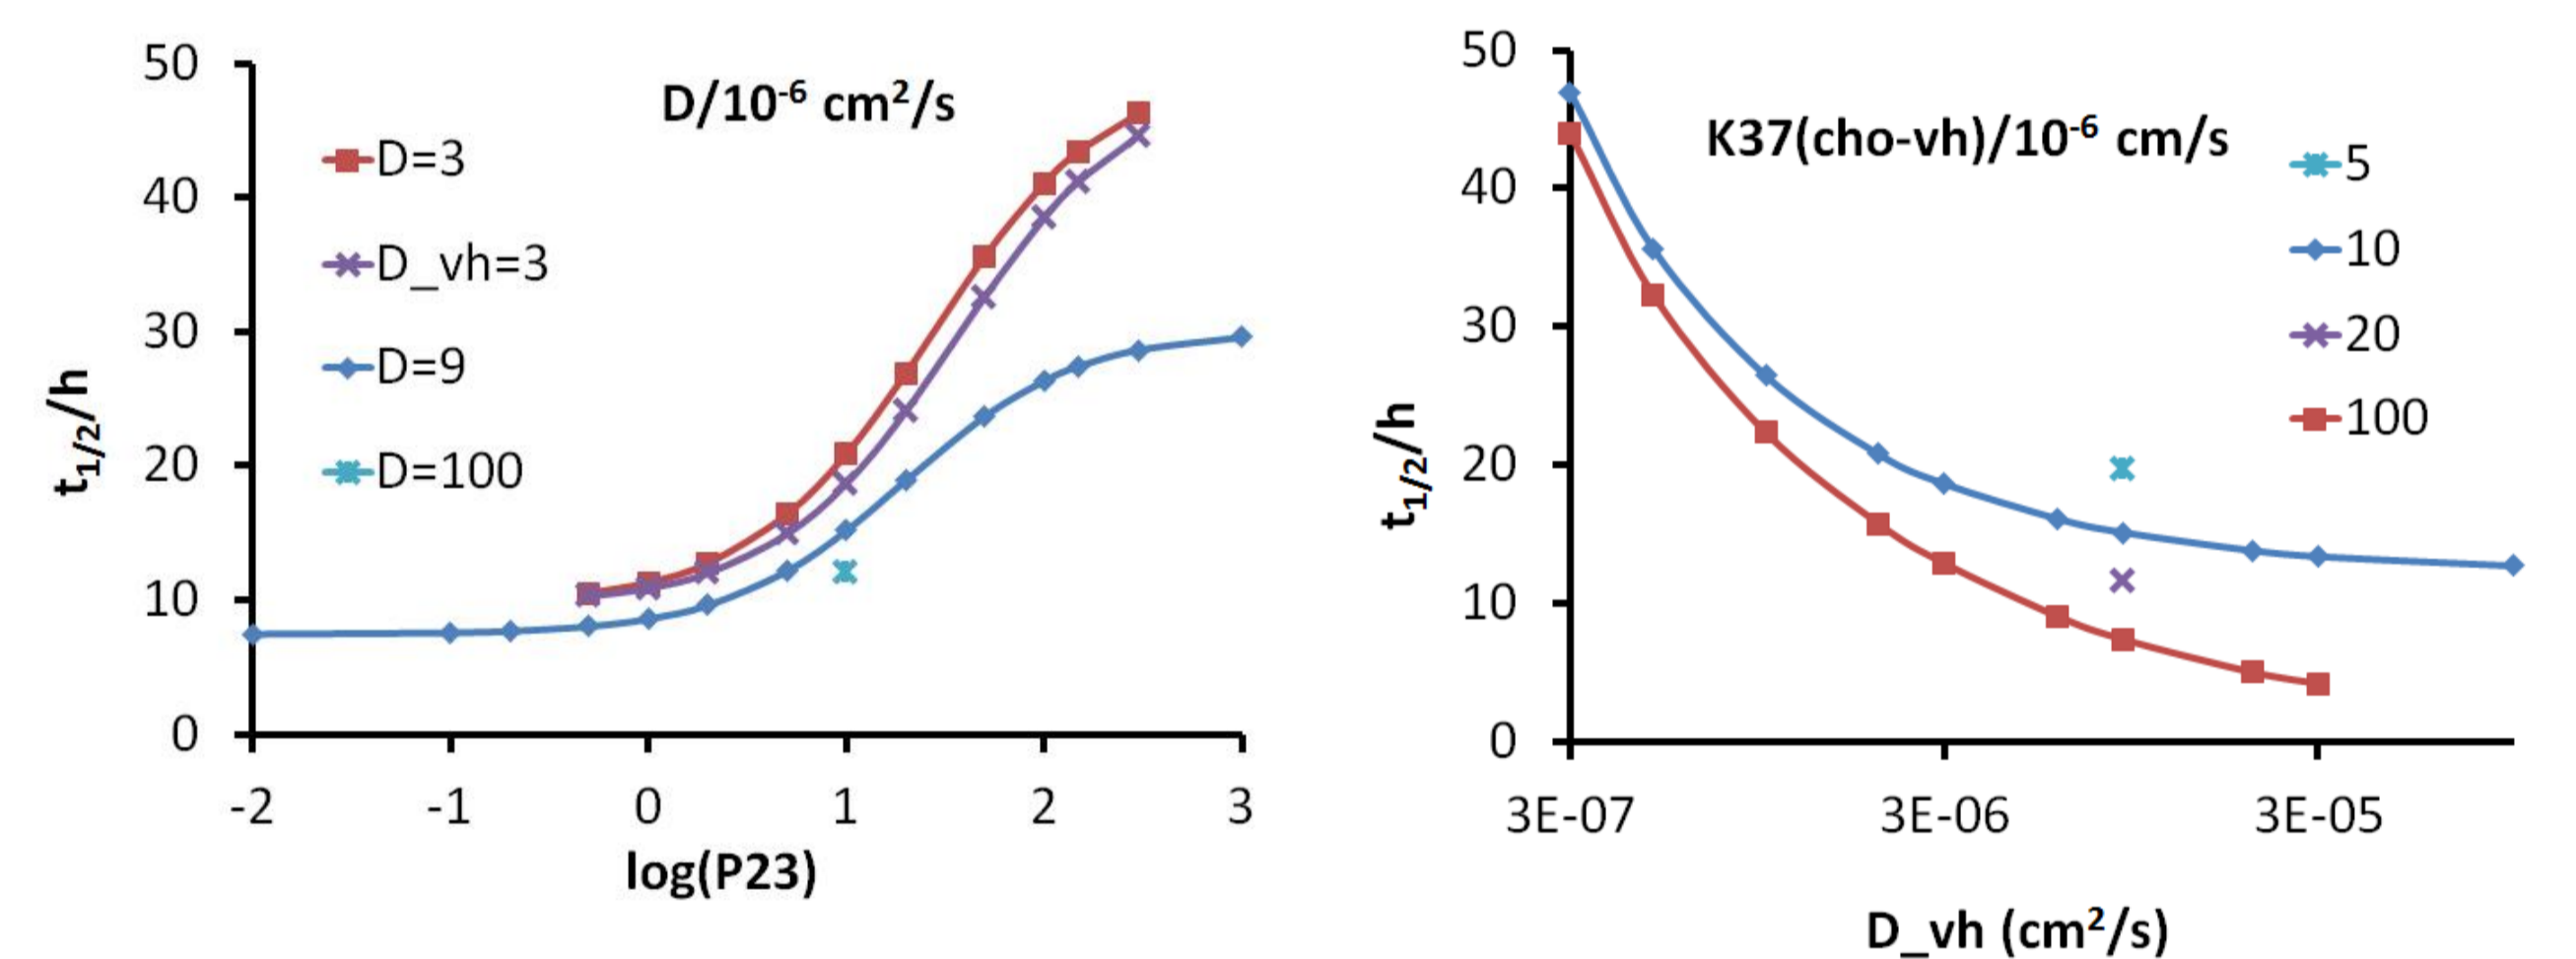 D/10⁻⁶ cm²/s
50
40
30
20
10
0
t₁/₂/h
D=3
D_vh=3
D=9
D=100
-2 -1 0 1 2 3
log(P23)
K37(cho-vh)/10⁻⁶ cm/s
50
40
30
20
10
0
t₁/₂/h
5
10
20
100
3E-07 3E-06 3E-05
D_vh (cm²/s)